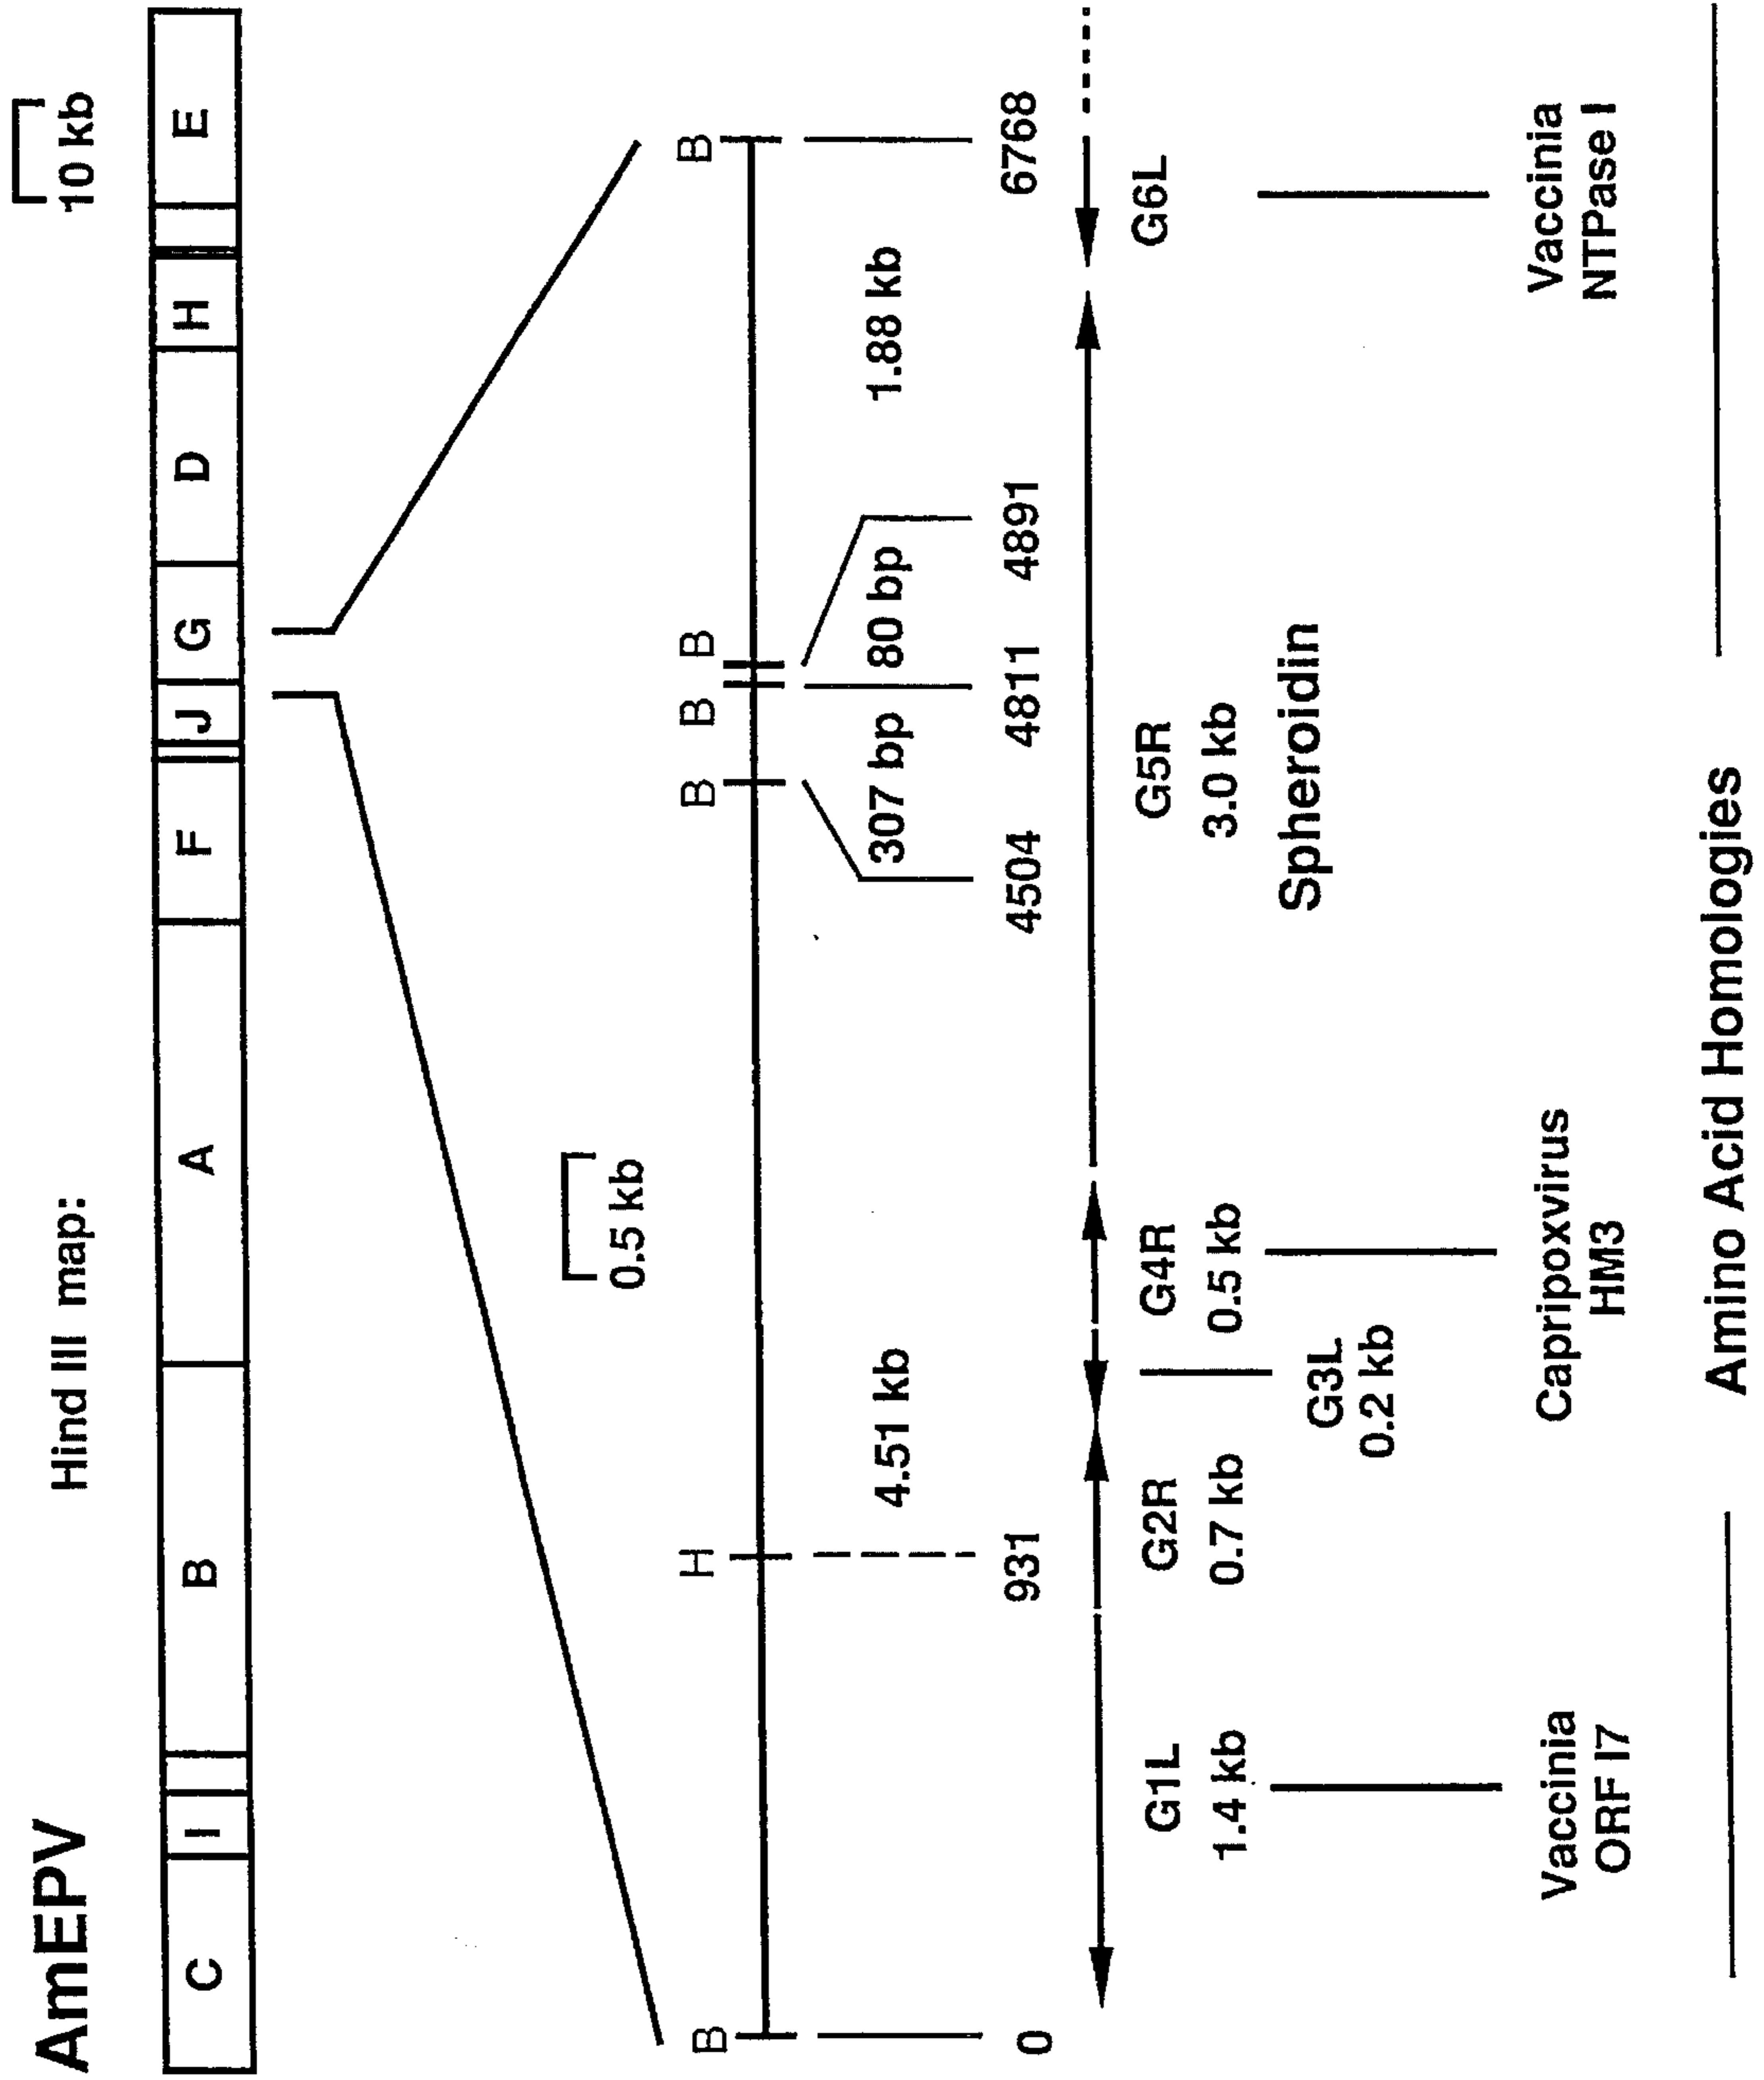 AmEPV
Hind III map:
10 kb
C I B A F J G D H E
0.5 kb
B H B B B B
4.51 kb 307 bp 80 bp 1.88 kb
0 931 4504 4811 4891 6768
G1L G2R G4R G5R G6L
1.4 kb 0.7 kb 0.5 kb 3.0 kb
G3L
0.2 kb
Spheroidin
Vaccinia Capripoxvirus Vaccinia
ORF I7 HM3 NTPase I
Amino Acid Homologies